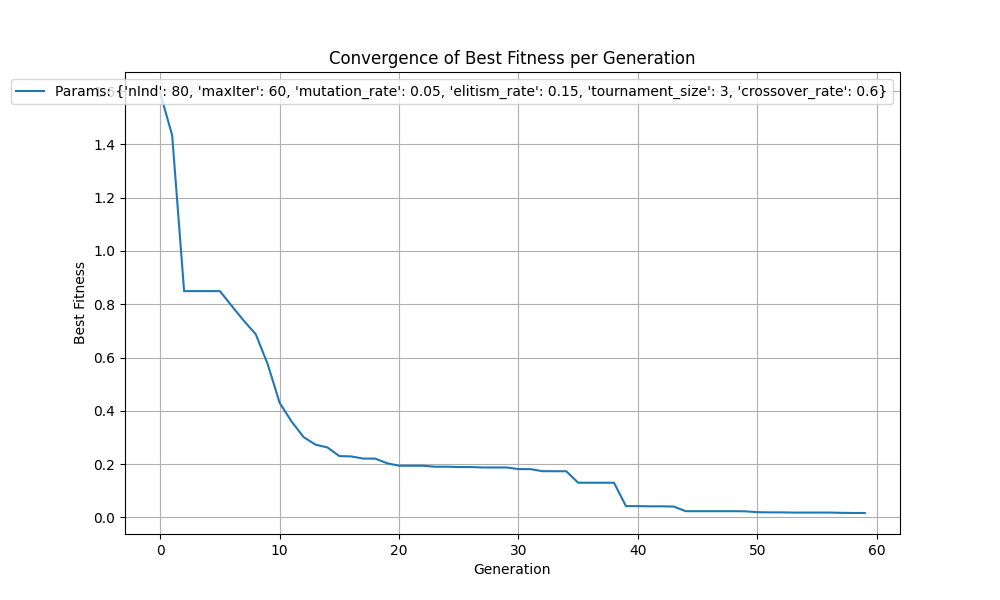 Convergence of Best Fitness per Generation
Params: {'nInd': 80, 'maxIter': 60, 'mutation_rate': 0.05, 'elitism_rate': 0.15, 'tournament_size': 3, 'crossover_rate': 0.6}
1.4
1.2
1.0
0.8
0.6
0.4
0.2
0.0
Best Fitness
0 10 20 30 40 50 60
Generation